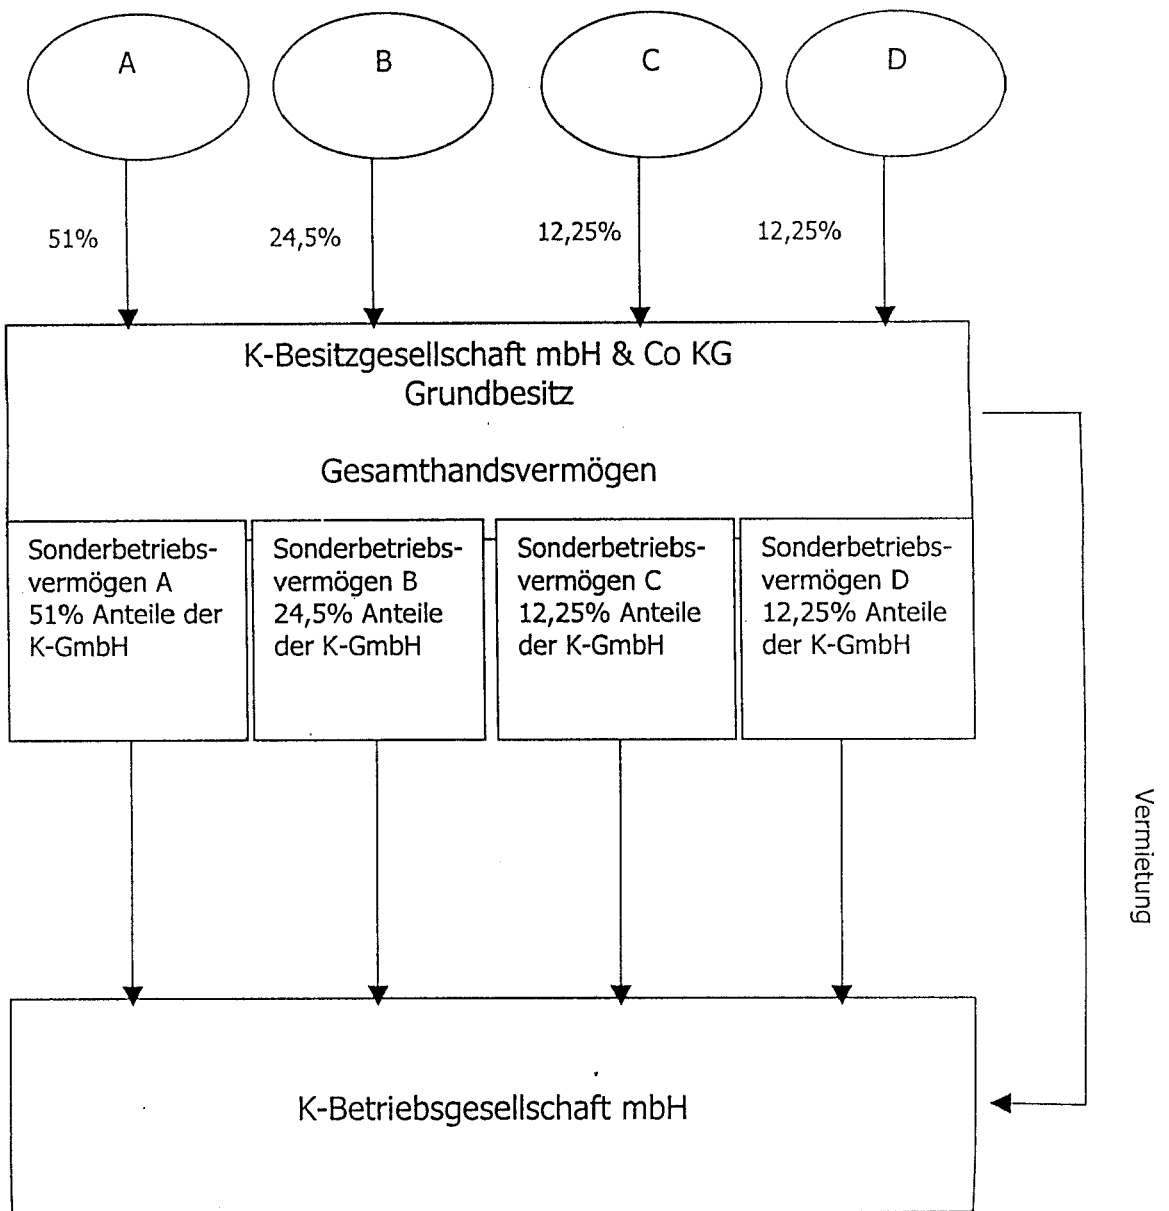 A
B
C
D
51%
24,5%
12,25%
12,25%
K-Besitzgesellschaft mbH & Co KG
Grundbesitz
Gesamthandsvermögen
Sonderbetriebs-
vermögen A
51% Anteile der
K-GmbH
Sonderbetriebs-
vermögen B
24,5% Anteile
der K-GmbH
Sonderbetriebs-
vermögen C
12,25% Anteile
der K-GmbH
Sonderbetriebs-
vermögen D
12,25% Anteile
der K-GmbH
Vermietung
K-Betriebsgesellschaft mbH